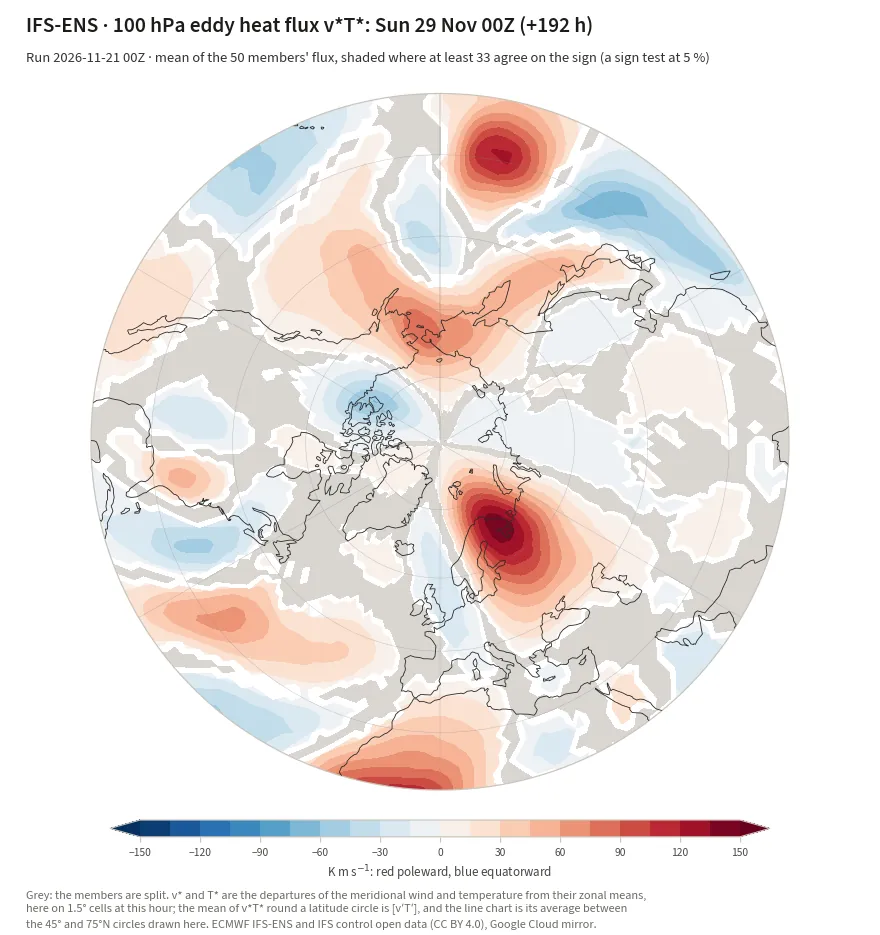 IFS-ENS · 100 hPa eddy heat flux v*T*: Sun 29 Nov 00Z (+192 h)
Run 2026-11-21 00Z · mean of the 50 members' flux, shaded where at least 33 agree on the sign (a sign test at 5 %)
−150 −120 −90 −60 −30 0 30 60 90 120 150
K m s⁻¹: red poleward, blue equatorward
Grey: the members are split. v* and T* are the departures of the meridional wind and temperature from their zonal means,
here on 1.5° cells at this hour; the mean of v*T* round a latitude circle is [v'T'], and the line chart is its average between
the 45° and 75°N circles drawn here. ECMWF IFS-ENS and IFS control open data (CC BY 4.0), Google Cloud mirror.